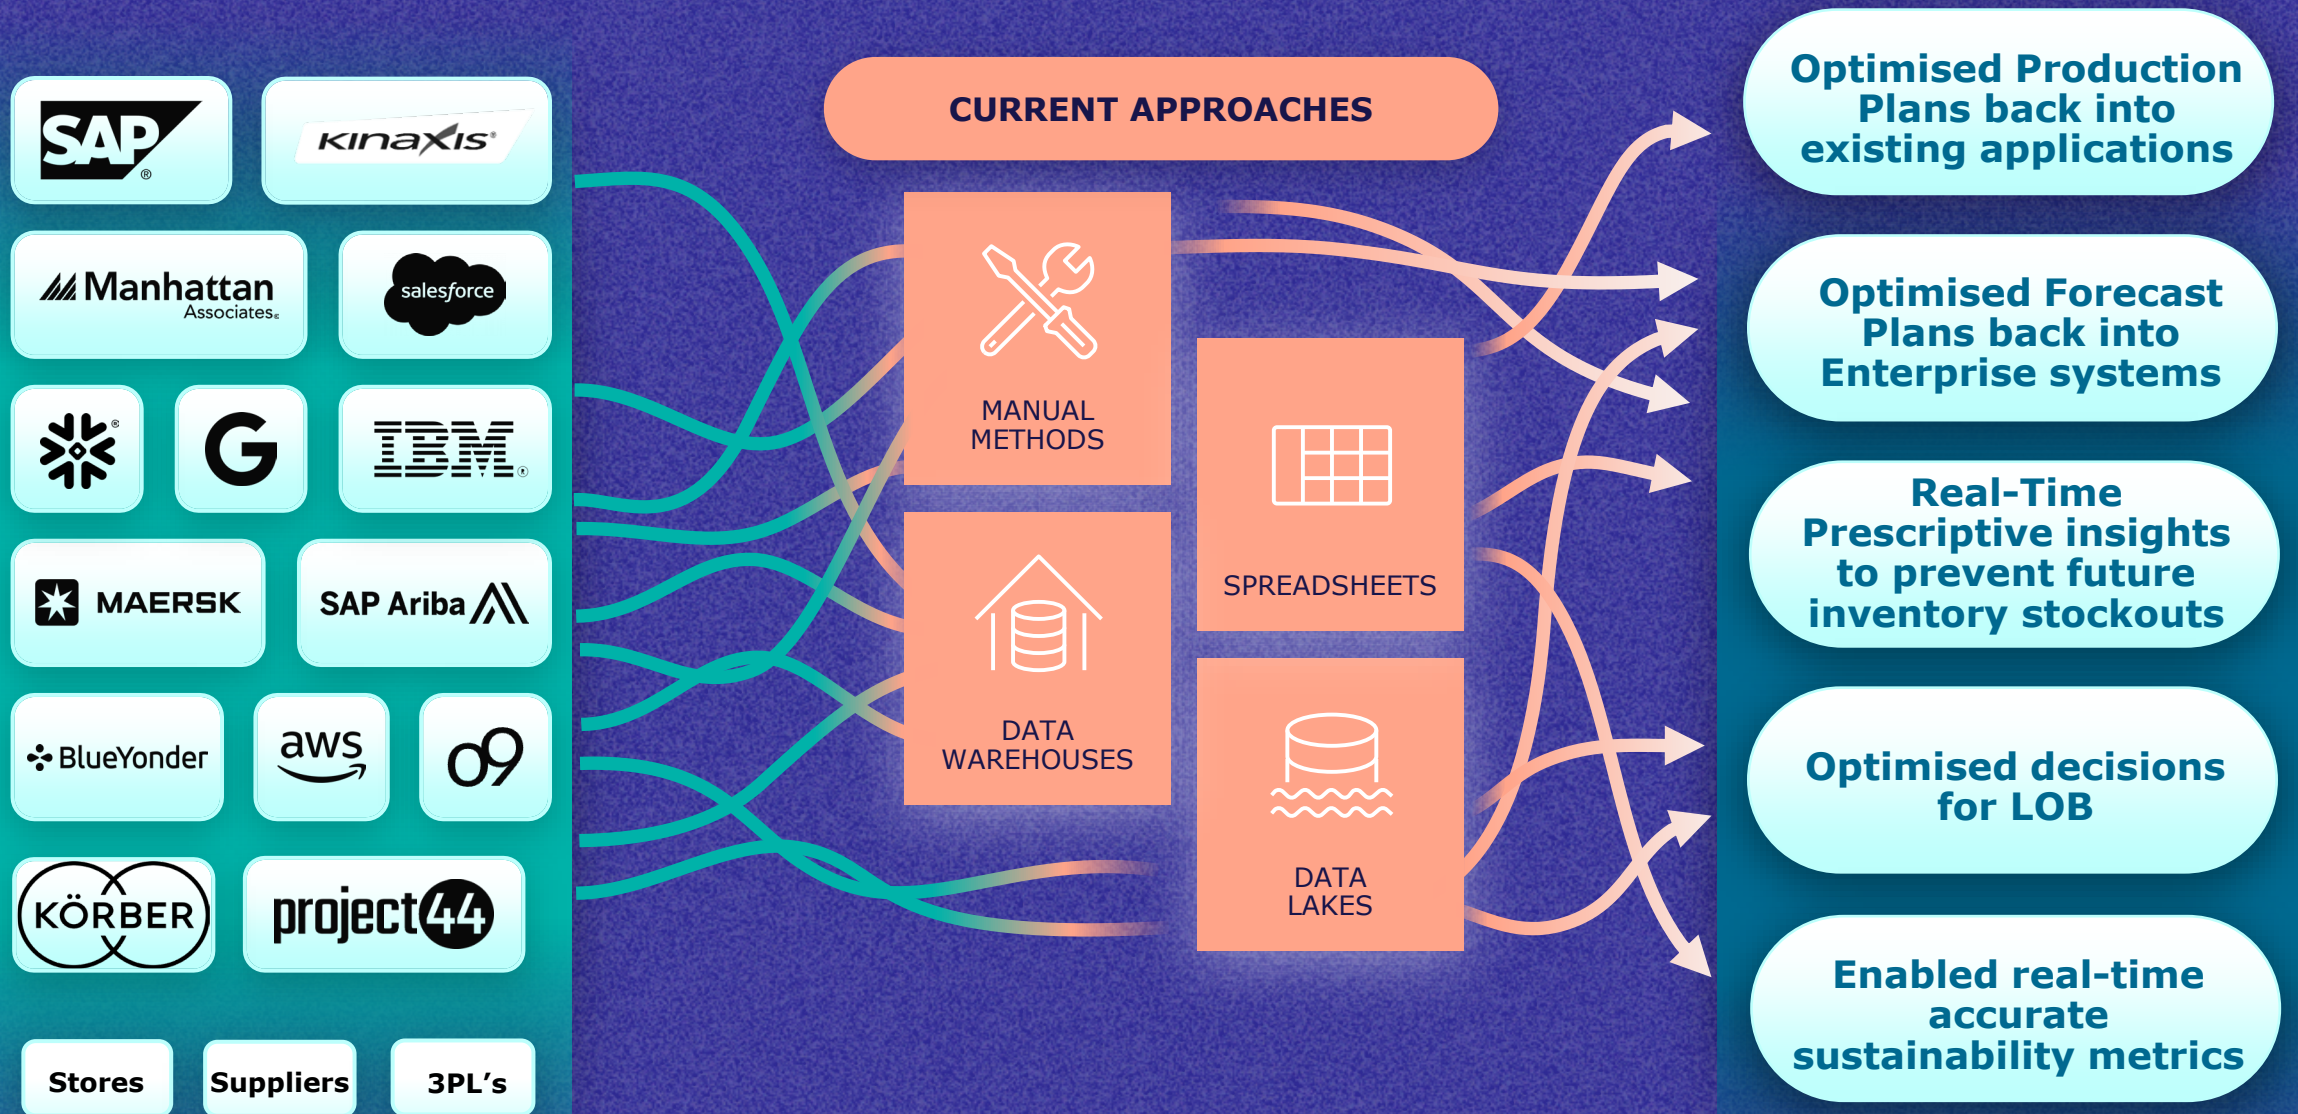 SAP
®
Kinaxis®
Manhattan
Associates®
salesforce
®
G
IBM®
MAERSK
SAP Ariba
BlueYonder
aws
o9
KÖRBER
project44
Stores
Suppliers
3PL’s
CURRENT APPROACHES
MANUAL
METHODS
DATA
WAREHOUSES
SPREADSHEETS
DATA
LAKES
Optimised Production
Plans back into
existing applications
Optimised Forecast
Plans back into
Enterprise systems
Real-Time
Prescriptive insights
to prevent future
inventory stockouts
Optimised decisions
for LOB
Enabled real-time
accurate
sustainability metrics